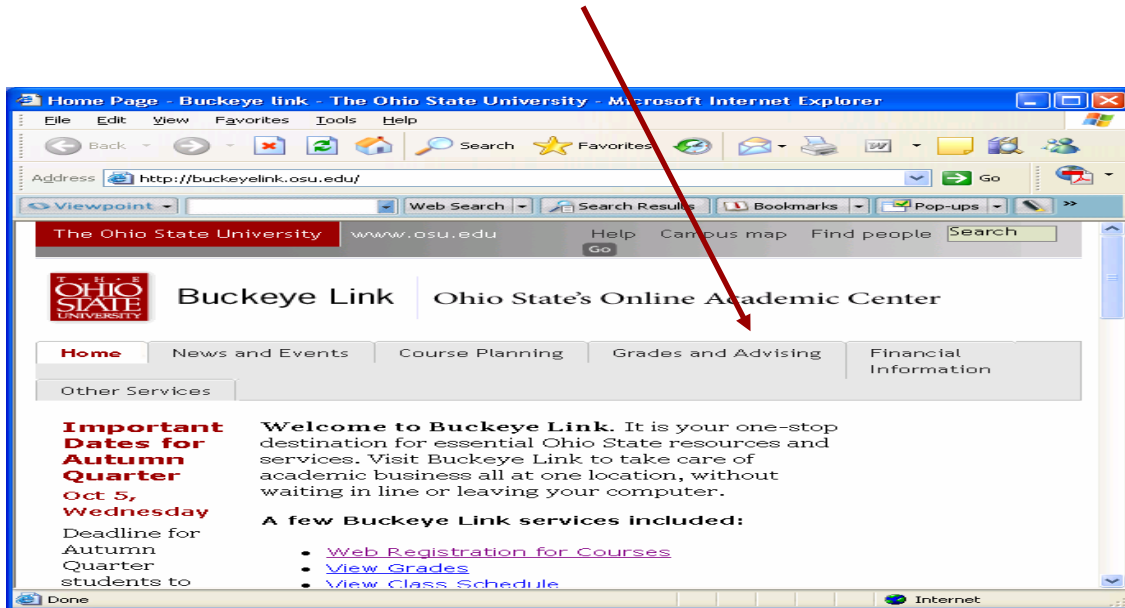 Home Page - Buckeye link - The Ohio State University - Microsoft Internet Explorer
File Edit View Favorites Tools Help
Back Search Favorites W
Address http://buckeyelink.osu.edu/ Go
Viewpoint Web Search Search Results Bookmarks Pop-ups »
The Ohio State University www.osu.edu Help Campus map Find people Search
Go
T · H · E
OHIO
STATE
UNIVERSITY
Buckeye Link Ohio State's Online Academic Center
Home News and Events Course Planning Grades and Advising Financial
Information
Other Services
Important
Dates for
Autumn
Quarter
Oct 5,
Wednesday
Deadline for
Autumn
Quarter
students to
Welcome to Buckeye Link. It is your one-stop
destination for essential Ohio State resources and
services. Visit Buckeye Link to take care of
academic business all at one location, without
waiting in line or leaving your computer.
A few Buckeye Link services included:
• Web Registration for Courses
• View Grades
• View Class Schedule
Done Internet